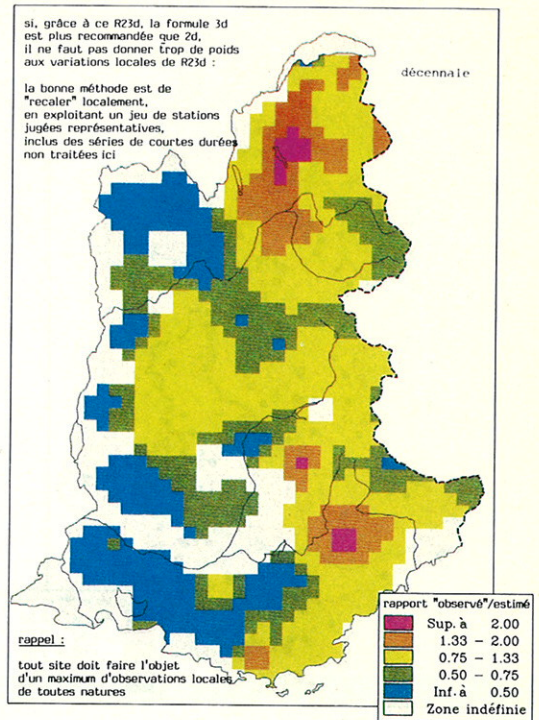 si, grâce à ce R23d, la formule 3d
est plus recommandée que 2d,
il ne faut pas donner trop de poids
aux variations locales de R23d :
décennale
la bonne méthode est de
"recaler" localement,
en exploitant un jeu de stations
jugées représentatives,
inclus des séries de courtes durées
non traitées ici
rapport "observé"/estimé
Sup. à 2.00
1.33 - 2.00
0.75 - 1.33
0.50 - 0.75
Inf. à 0.50
Zone indéfinie
rappel :
tout site doit faire l'objet
d'un maximum d'observations locales
de toutes natures